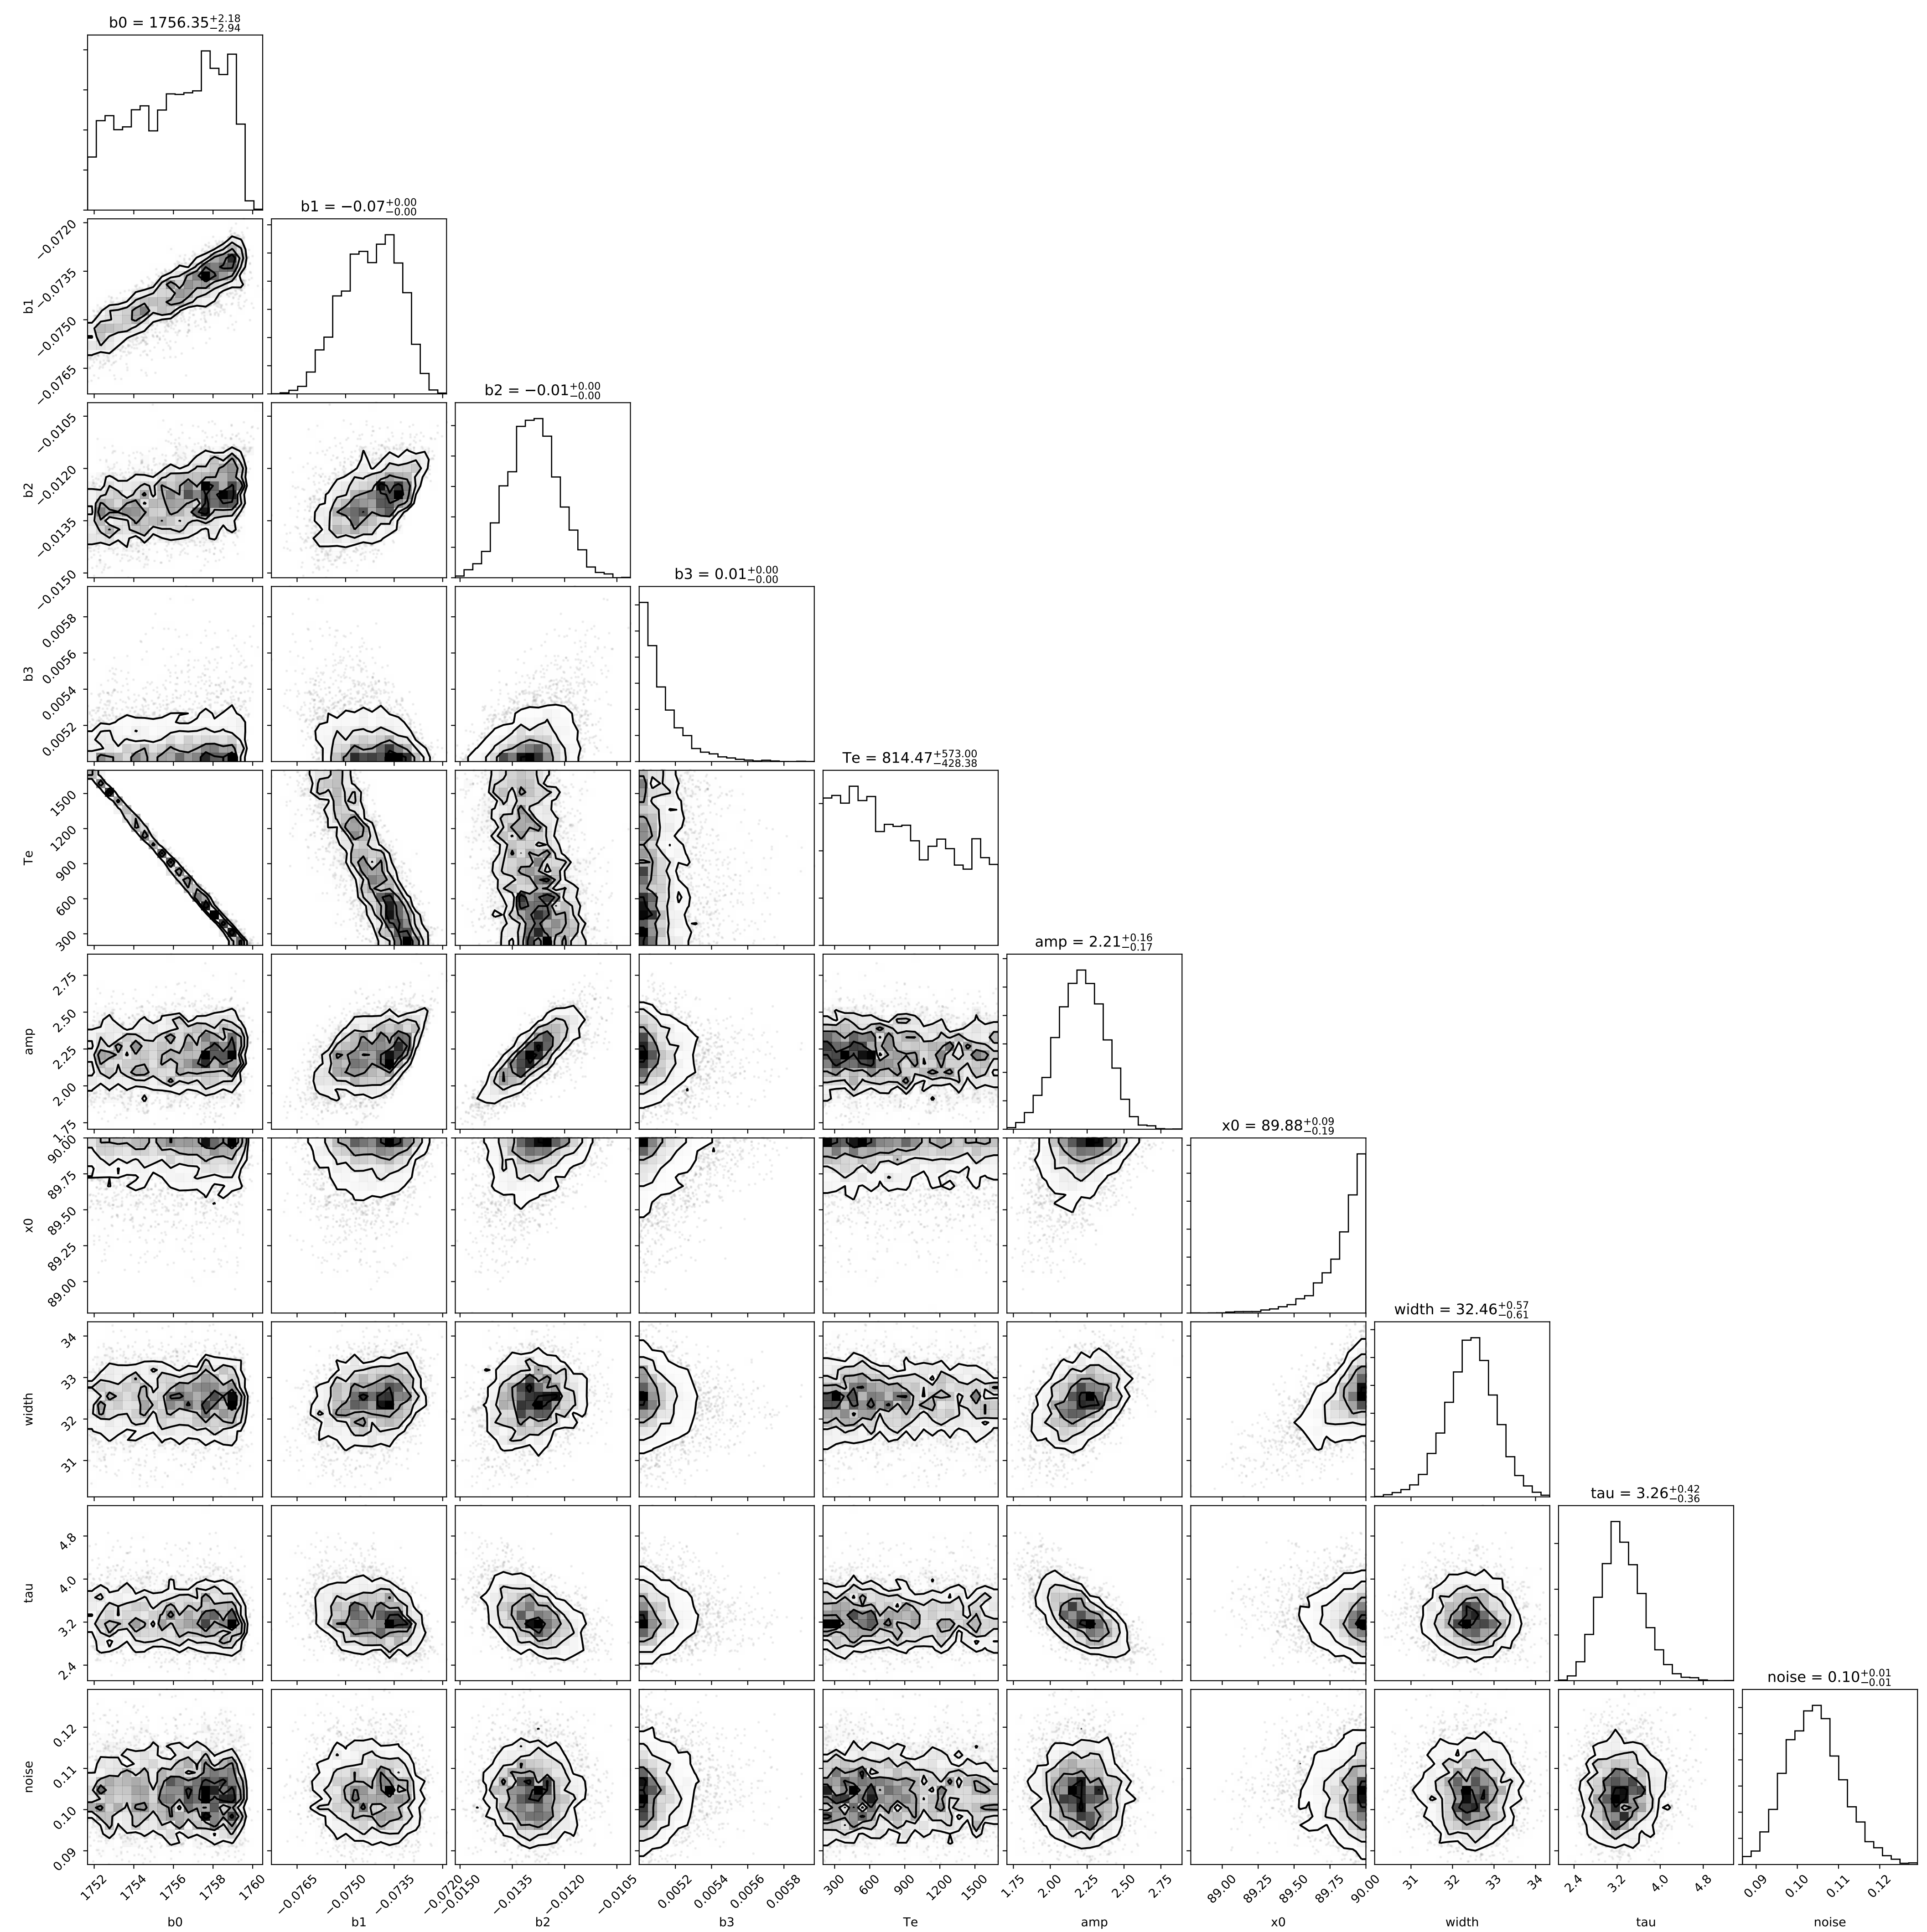 b0 = 1756.35+2.18−2.94
b1 = −0.07+0.00−0.00
−0.0720
−0.0735
−0.0750
−0.0765
b1
b2 = −0.01+0.00−0.00
−0.0105
−0.0120
−0.0135
−0.0150
b2
b3 = 0.01+0.00−0.00
0.0058
0.0056
0.0054
0.0052
b3
Te = 814.47+573.00−428.38
1500
1200
900
600
300
Te
amp = 2.21+0.16−0.17
2.75
2.50
2.25
2.00
1.75
amp
x0 = 89.88+0.09−0.19
90.00
89.75
89.50
89.25
89.00
x0
width = 32.46+0.57−0.61
34
33
32
31
width
tau = 3.26+0.42−0.36
4.8
4.0
3.2
2.4
tau
noise = 0.10+0.01−0.01
0.12
0.11
0.10
0.09
noise
1752 1754 1756 1758 1760 −0.0765 −0.0750 −0.0735 −0.0720 −0.0150 −0.0135 −0.0120 −0.0105 0.0052 0.0054 0.0056 0.0058 300 600 900 1200 1500 1.75 2.00 2.25 2.50 2.75 89.00 89.25 89.50 89.75 90.00 31 32 33 34 2.4 3.2 4.0 4.8 0.09 0.10 0.11 0.12
b0 b1 b2 b3 Te amp x0 width tau noise